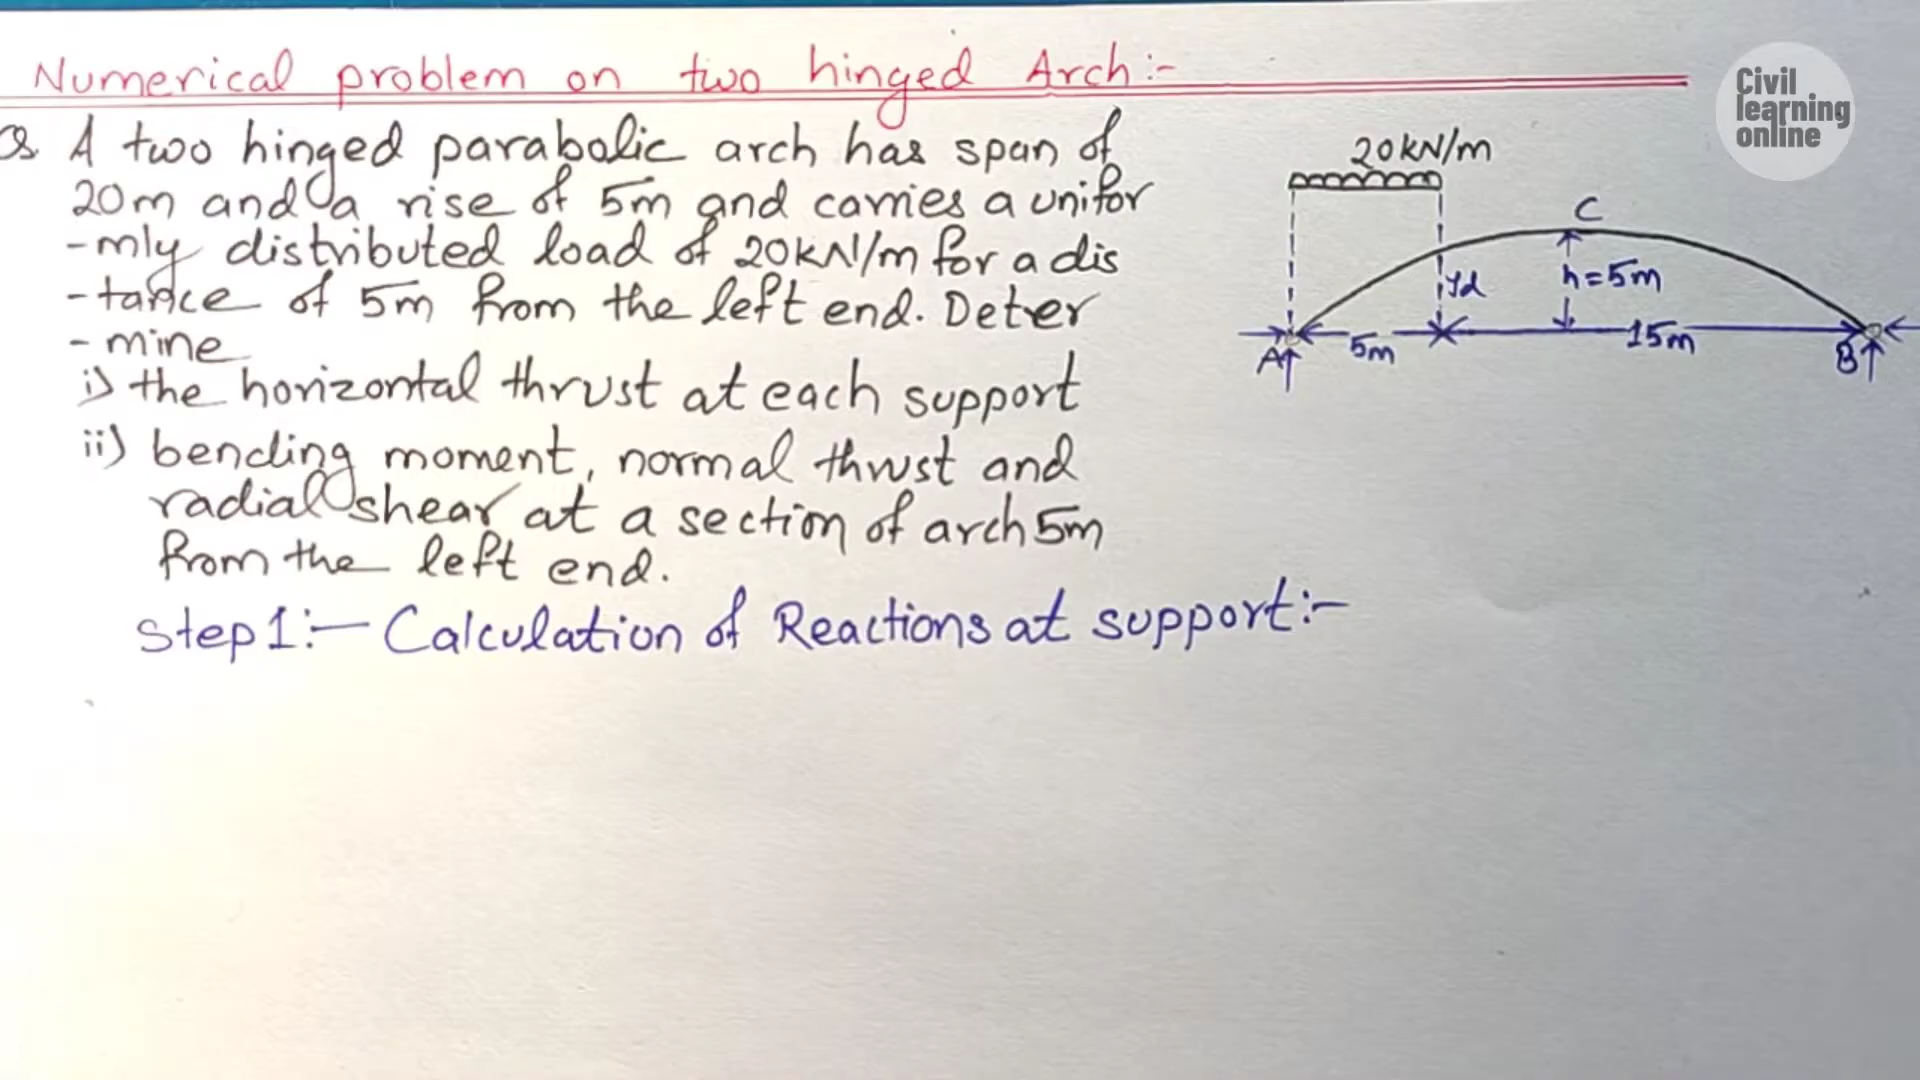 Numerical problem on two hinged Arch:-
Q. A two hinged parabolic arch has span of
20m and a rise of 5m and carries a unifor
-mly distributed load of 20kN/m for a dis
-tance of 5m from the left end. Deter
-mine
i) the horizontal thrust at each support
ii) bending moment, normal thrust and
radial shear at a section of arch 5m
from the left end.
Step 1:- Calculation of Reactions at support:-
Civil
learning
online
20kN/m
C
yd
h=5m
A
5m
15m
B